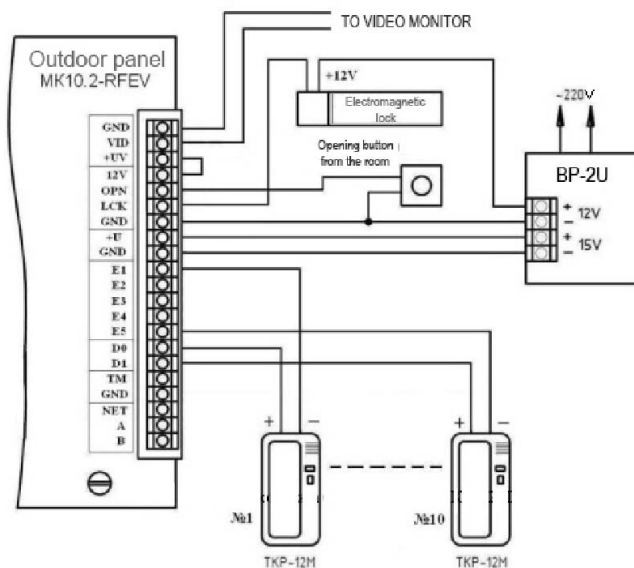 TO VIDEO MONITOR
Outdoor panel
MK10.2-RFEV
+12V
Electromagnetic
lock
~220V
Opening button
from the room
BP-2U
+
12V
−
+
15V
−
GND
VID
+UV
12V
OPN
LCK
GND
+U
GND
E1
E2
E3
E4
E5
D0
D1
TM
GND
NET
A
B
+ −
+ −
№1
№10
TKP-12M
TKP-12M